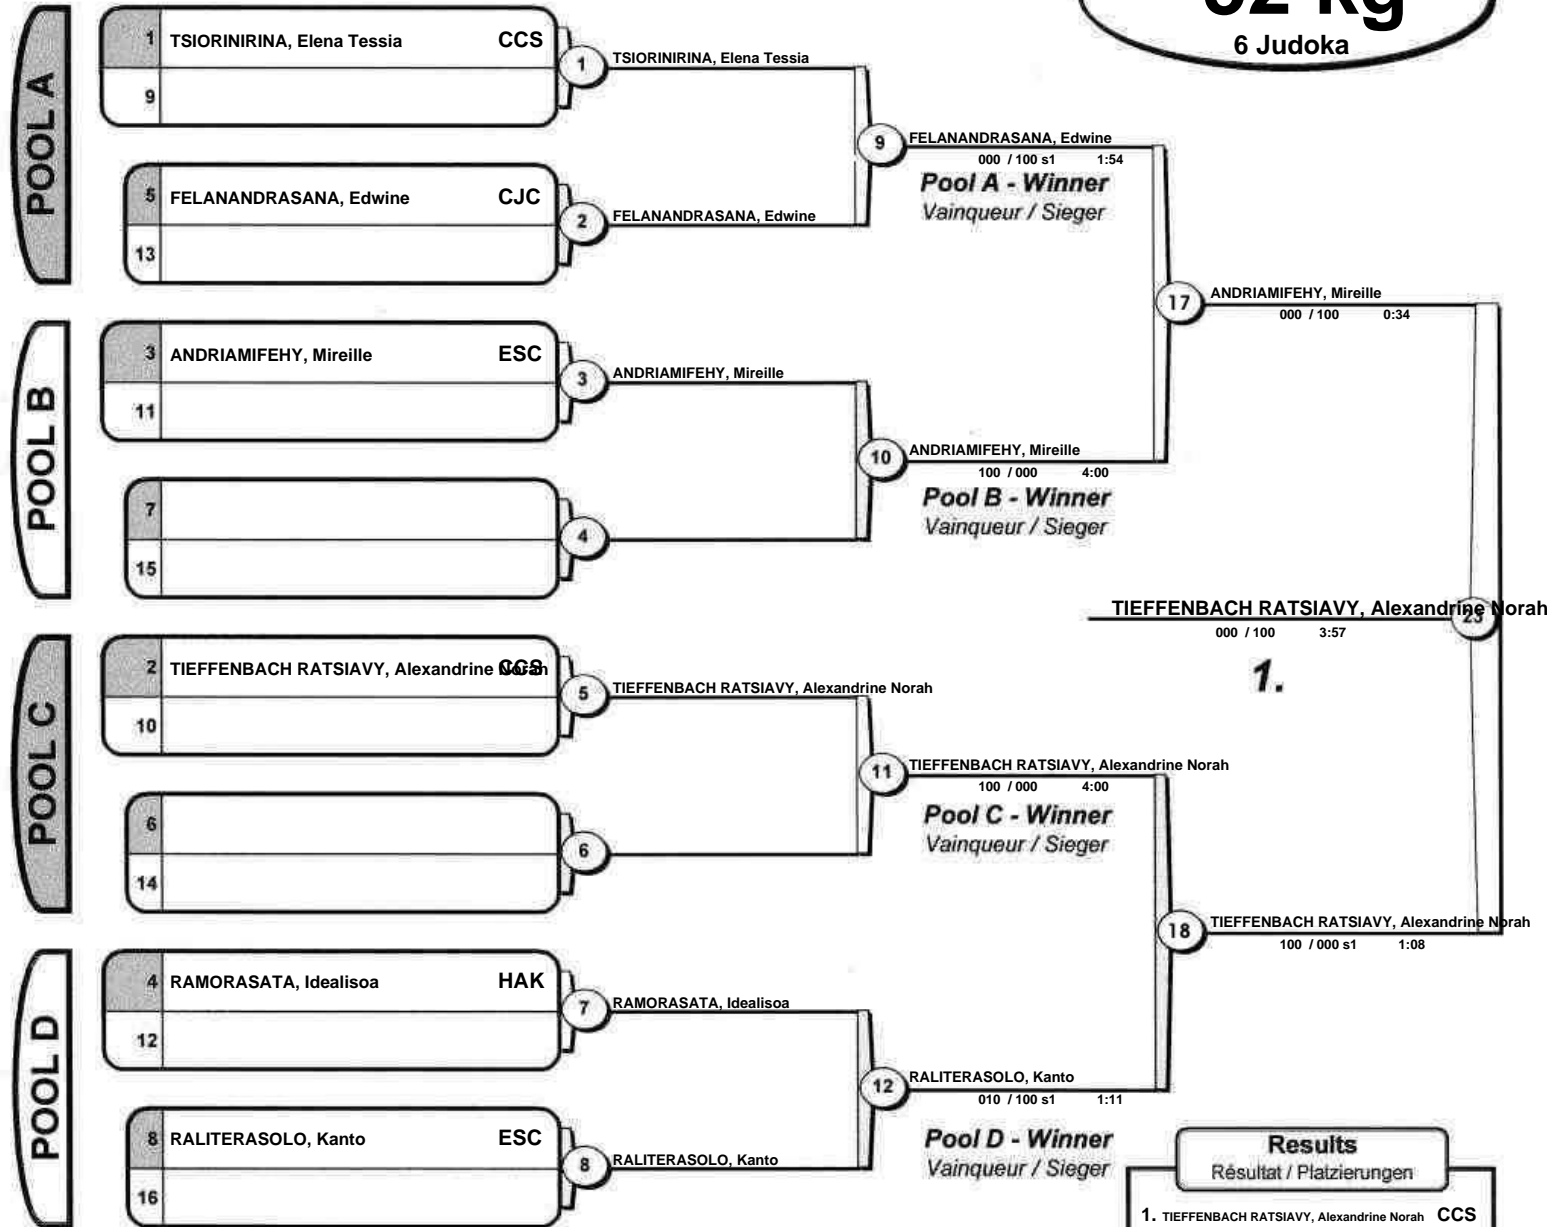 6 Judoka
POOL A
1 TSIORINIRINA, Elena Tessia CCS
9
1 TSIORINIRINA, Elena Tessia
5 FELANANDRASANA, Edwine CJC
13
2 FELANANDRASANA, Edwine
9 FELANANDRASANA, Edwine
000 / 100 s1 1:54
Pool A - Winner
Vainqueur / Sieger
POOL B
3 ANDRIAMIFEHY, Mireille ESC
11
3 ANDRIAMIFEHY, Mireille
7
15
4
10 ANDRIAMIFEHY, Mireille
100 / 000 4:00
Pool B - Winner
Vainqueur / Sieger
17 ANDRIAMIFEHY, Mireille
000 / 100 0:34
TIEFFENBACH RATSIAVY, Alexandrine Norah
23
000 / 100 3:57
1.
POOL C
2 TIEFFENBACH RATSIAVY, Alexandrine Norah CCS
10
5 TIEFFENBACH RATSIAVY, Alexandrine Norah
6
14
6
11 TIEFFENBACH RATSIAVY, Alexandrine Norah
100 / 000 4:00
Pool C - Winner
Vainqueur / Sieger
18 TIEFFENBACH RATSIAVY, Alexandrine Norah
100 / 000 s1 1:08
POOL D
4 RAMORASATA, Idealisoa HAK
12
7 RAMORASATA, Idealisoa
8 RALITERASOLO, Kanto ESC
16
8 RALITERASOLO, Kanto
12 RALITERASOLO, Kanto
010 / 100 s1 1:11
Pool D - Winner
Vainqueur / Sieger
Results
Résultat / Platzierungen
1. TIEFFENBACH RATSIAVY, Alexandrine Norah CCS